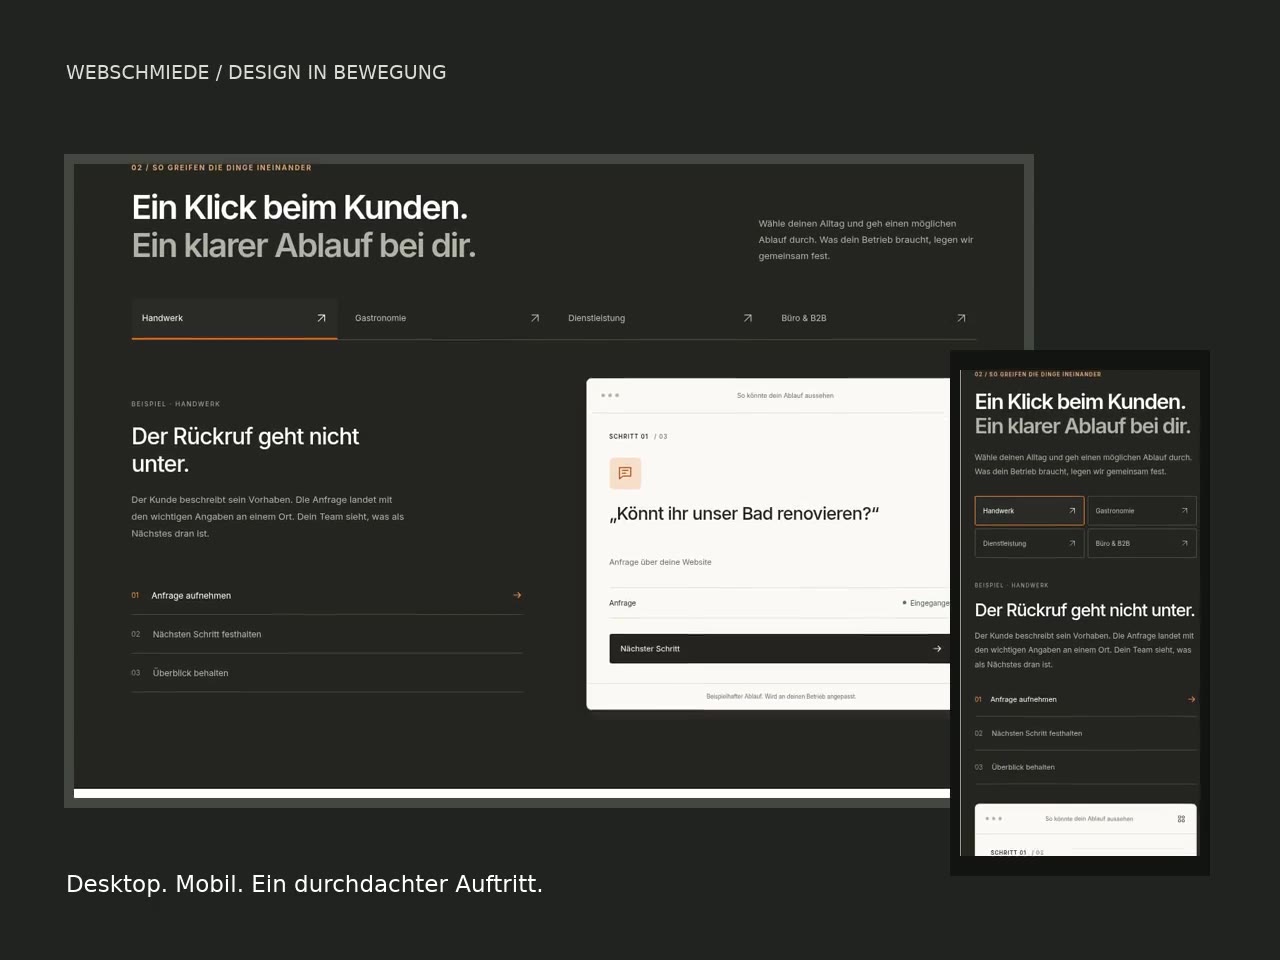 WEBSCHMIEDE / DESIGN IN BEWEGUNG
02 / SO GREIFEN DIE DINGE INEINANDER
Ein Klick beim Kunden.
Ein klarer Ablauf bei dir.
Wähle deinen Alltag und geh einen möglichen
Ablauf durch. Was dein Betrieb braucht, legen wir
gemeinsam fest.
Handwerk
Gastronomie
Dienstleistung
Büro & B2B
BEISPIEL · HANDWERK
Der Rückruf geht nicht
unter.
Der Kunde beschreibt sein Vorhaben. Die Anfrage landet mit
den wichtigen Angaben an einem Ort. Dein Team sieht, was als
Nächstes dran ist.
01 Anfrage aufnehmen
02 Nächsten Schritt festhalten
03 Überblick behalten
So könnte dein Ablauf aussehen
SCHRITT 01 / 03
„Könnt ihr unser Bad renovieren?“
Anfrage über deine Website
Anfrage
Eingegange
Nächster Schritt
Beispielhafter Ablauf. Wird an deinen Betrieb angepasst.
02 / SO GREIFEN DIE DINGE INEINANDER
Ein Klick beim Kunden.
Ein klarer Ablauf bei dir.
Wähle deinen Alltag und geh einen möglichen Ablauf durch.
Was dein Betrieb braucht, legen wir gemeinsam fest.
Handwerk
Gastronomie
Dienstleistung
Büro & B2B
BEISPIEL · HANDWERK
Der Rückruf geht nicht unter.
Der Kunde beschreibt sein Vorhaben. Die Anfrage landet mit
den wichtigen Angaben an einem Ort. Dein Team sieht, was
als Nächstes dran ist.
01 Anfrage aufnehmen
02 Nächsten Schritt festhalten
03 Überblick behalten
So könnte dein Ablauf aussehen
SCHRITT 01 / 03
Desktop. Mobil. Ein durchdachter Auftritt.